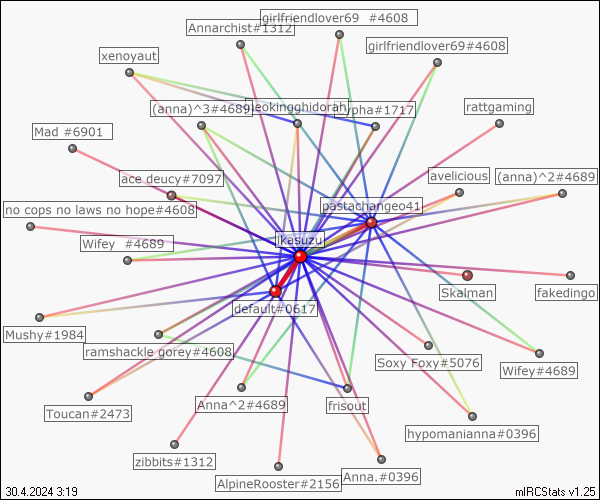 girlfriendlover69 #4608
Annarchist#1312
girlfriendlover69#4608
xenoyaut
(anna)^3#4689
leokingghidorah
Lypha#1717
rattgaming
Mad #6901
ace deucy#7097
avelicious
(anna)^2#4689
no cops no laws no hope#4608
pastachangeo41
Wifey #4689
kasuzu
Skalman
fakedingo
default#0617
Mushy#1984
ramshackle gorey#4608
Soxy Foxy#5076
Wifey#4689
Toucan#2473
Anna^2#4689
frisout
hypomanianna#0396
zibbits#1312
AlpineRooster#2156
Anna.#0396
30.4.2024 3:19
mIRCStats v1.25